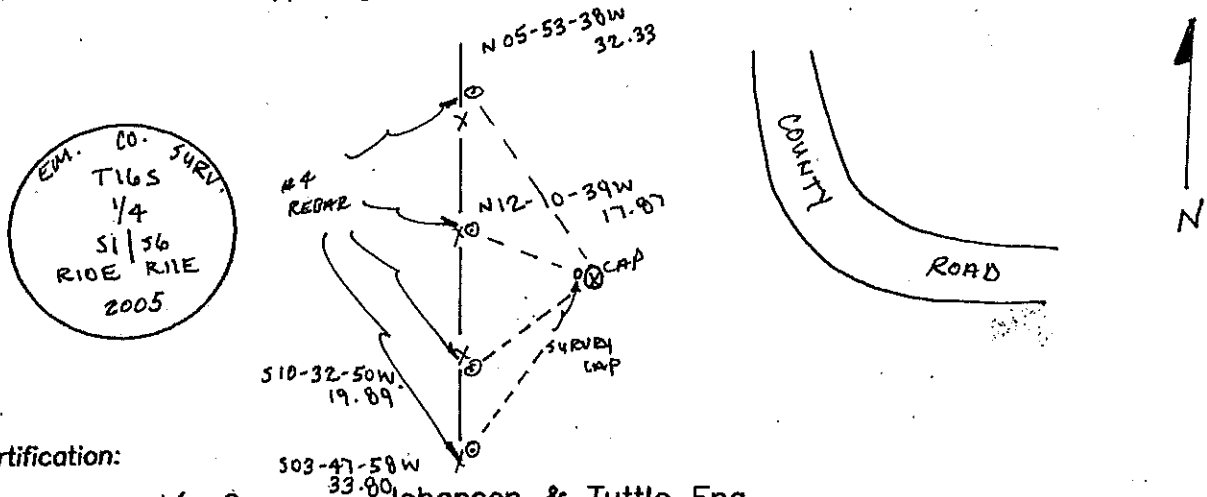 EM. CO. SURV.
T16S
1/4
S1 | S6
R10E R11E
2005
N 05-53-38W
32.33
#4
REBAR
N12-10-39W
17.87
CAP
SURVEY
CAP
S10-32-50W
19.89
S03-47-58W
33.80
COUNTY
ROAD
N
rtification:
Johansen & Tuttle Eng